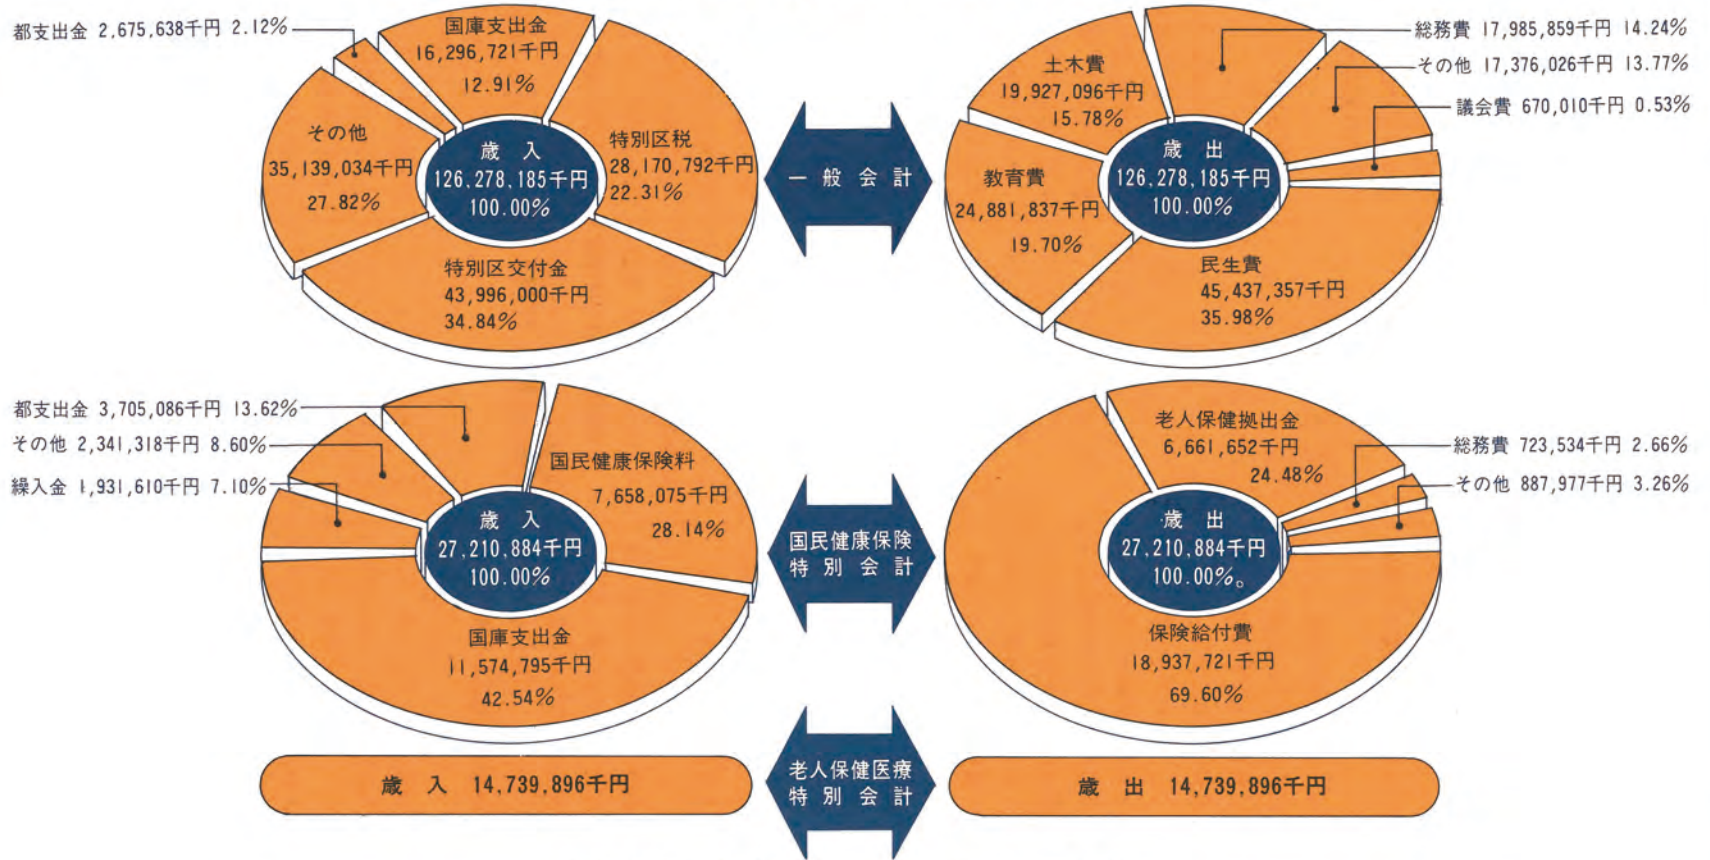 都支出金 2,675,638千円 2.12%
国庫支出金
16,296,721千円
12.91%
特別区税
28,170,792千円
22.31%
その他
35,139,034千円
27.82%
特別区交付金
43,996,000千円
34.84%
歳 入
126,278,185千円
100.00%
一般会計
総務費 17,985,859千円 14.24%
その他 17,376,026千円 13.77%
議会費 670,010千円 0.53%
土木費
19,927,096千円
15.78%
教育費
24,881,837千円
19.70%
民生費
45,437,357千円
35.98%
歳 出
126,278,185千円
100.00%
都支出金 3,705,086千円 13.62%
その他 2,341,318千円 8.60%
繰入金 1,931,610千円 7.10%
国民健康保険料
7,658,075千円
28.14%
国庫支出金
11,574,795千円
42.54%
歳 入
27,210,884千円
100.00%
国民健康保険
特別会計
老人保健拠出金
6,661,652千円
24.48%
総務費 723,534千円 2.66%
その他 887,977千円 3.26%
保険給付費
18,937,721千円
69.60%
歳 出
27,210,884千円
100.00%。
歳 入 14,739,896千円
老人保健医療
特別会計
歳 出 14,739,896千円